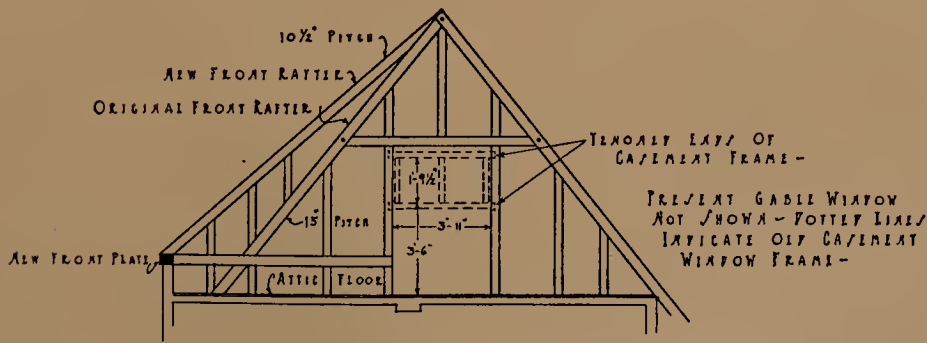 10½" PITCH
NEW FRONT RAFTER
ORIGINAL FRONT RAFTER
TENONED ENDS OF
CASEMENT FRAME-
1-9½"
PRESENT GABLE WINDOW
NOT SHOWN - DOTTED LINES
INDICATE OLD CASEMENT
WINDOW FRAME-
15" PITCH
3'-11"
3'-6"
NEW FRONT PLATE
ATTIC FLOOR